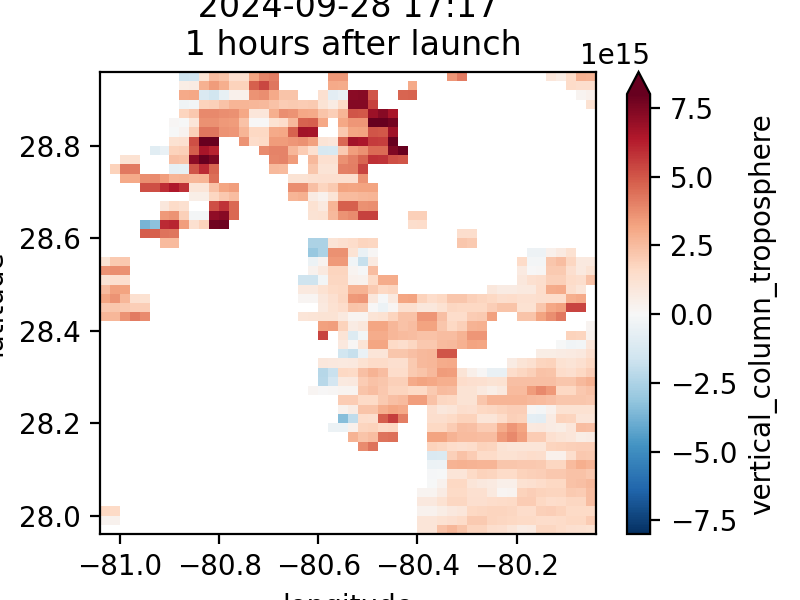 2024-09-28 17:17
1 hours after launch
1e15
28.8
28.6
28.4
28.2
28.0
−81.0 −80.8 −80.6 −80.4 −80.2
longitude
7.5
5.0
2.5
0.0
−2.5
−5.0
−7.5
vertical_column_troposphere